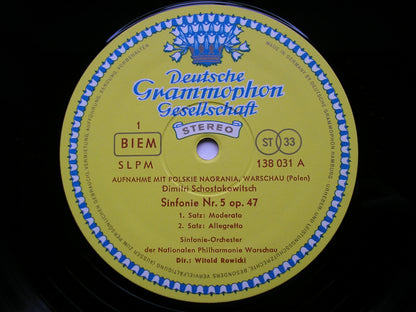 Deutsche
Grammophon
Gesellschaft
STEREO
1
BIEM
SLPM
ST 33
138 031 A
AUFNAHME MIT POLSKIE NAGRANIA, WARSCHAU (Polen)
Dimitri Schostakowitsch
Sinfonie Nr. 5 op. 47
1. Satz: Moderato
2. Satz: Allegretto
Sinfonie-Orchester
der Nationalen Philharmonie Warschau
Dir.: Witold Rowicki